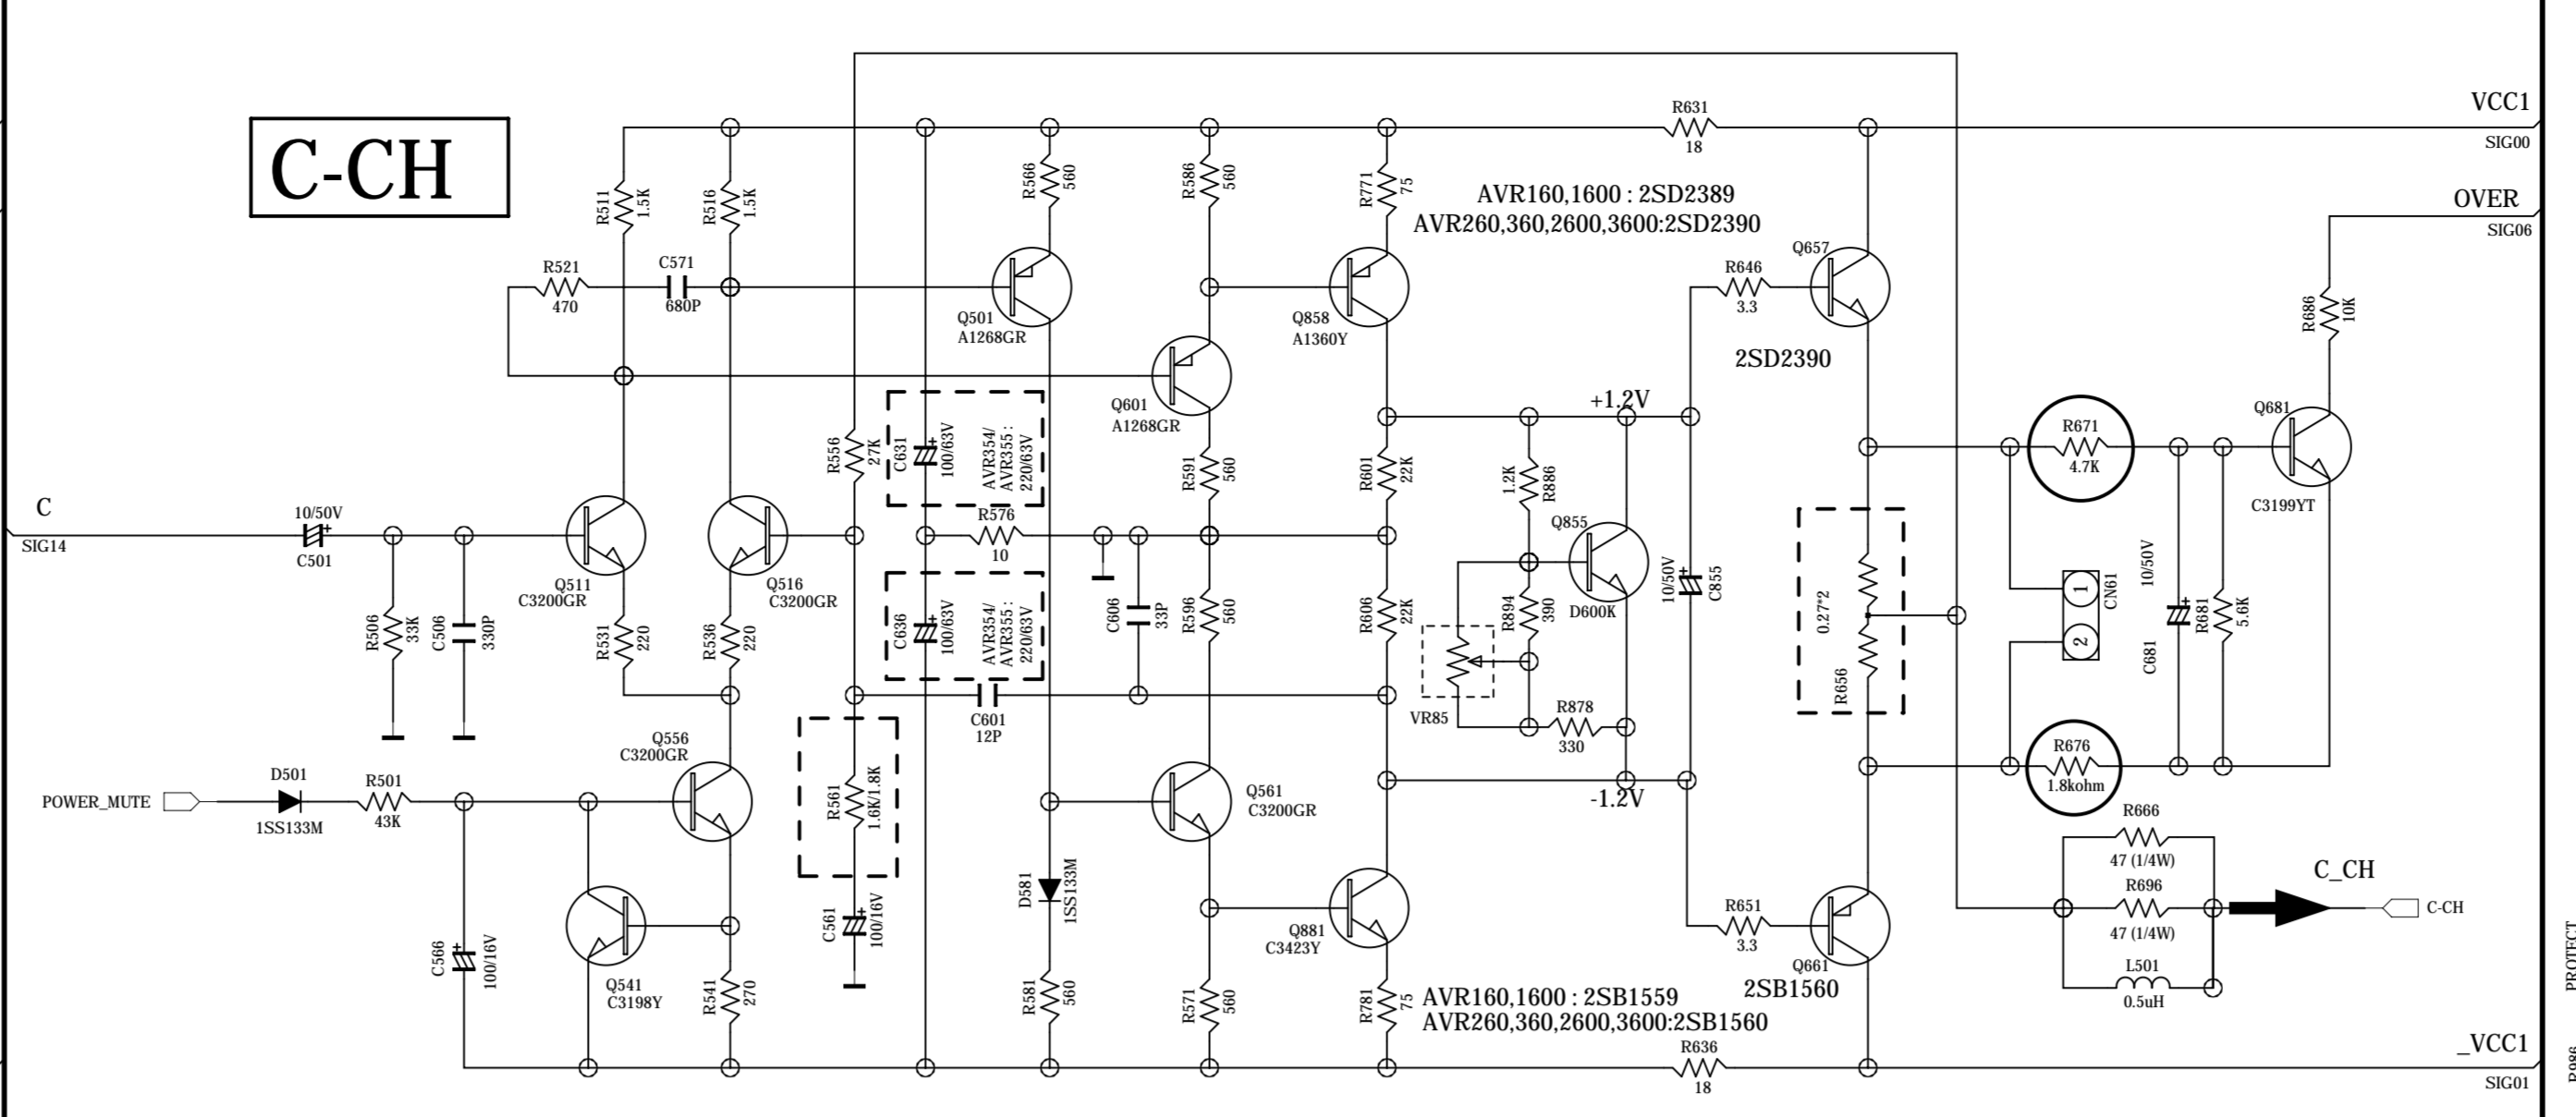 C-CH
R631
18
VCC1
SIG00
R511
1.5K
R516
1.5K
R566
560
R586
560
R771
75
AVR160,1600 : 2SD2389
AVR260,360,2600,3600:2SD2390
OVER
SIG06
R521
470
C571
680P
Q501
A1268GR
Q858
A1360Y
R646
3.3
Q657
2SD2390
R686
10K
Q601
A1268GR
+1.2V
R671
4.7K
Q681
C3199YT
R556
27K
C631
100/63V
AVR354/
AVR355 :
220/63V
R591
560
R601
22K
1.2K
R886
C
SIG14
10/50V
C501
Q511
C3200GR
Q516
C3200GR
R576
10
Q855
D600K
10/50V
C855
0.27*2
R656
1
2
CN61
10/50V
C681
R681
5.6K
R506
33K
C506
330P
R531
220
R536
220
C636
100/63V
AVR354/
AVR355 :
220/63V
C606
33P
R596
560
R606
22K
R894
390
VR85
R878
330
C601
12P
Q556
C3200GR
R676
1.8kohm
POWER_MUTE
D501
1SS133M
R501
43K
R561
1.6K/1.8K
Q561
C3200GR
-1.2V
R666
47 (1/4W)
R696
47 (1/4W)
L501
0.5uH
C_CH
C-CH
C566
100/16V
Q541
C3198Y
R541
270
C561
100/16V
D581
1SS133M
R581
560
R571
560
Q881
C3423Y
R781
75
R651
3.3
Q661
2SB1560
AVR160,1600 : 2SB1559
AVR260,360,2600,3600:2SB1560
R636
18
_VCC1
SIG01
PROTECT
R986